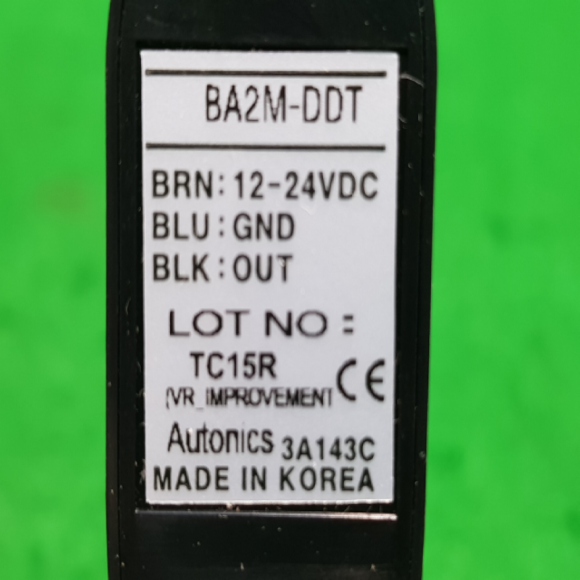 BA2M-DDT
BRN: 12-24VDC
BLU: GND
BLK: OUT
LOT NO :
TC15R
(VR_IMPROVEMENT
CE
Autonics 3A143C
MADE IN KOREA